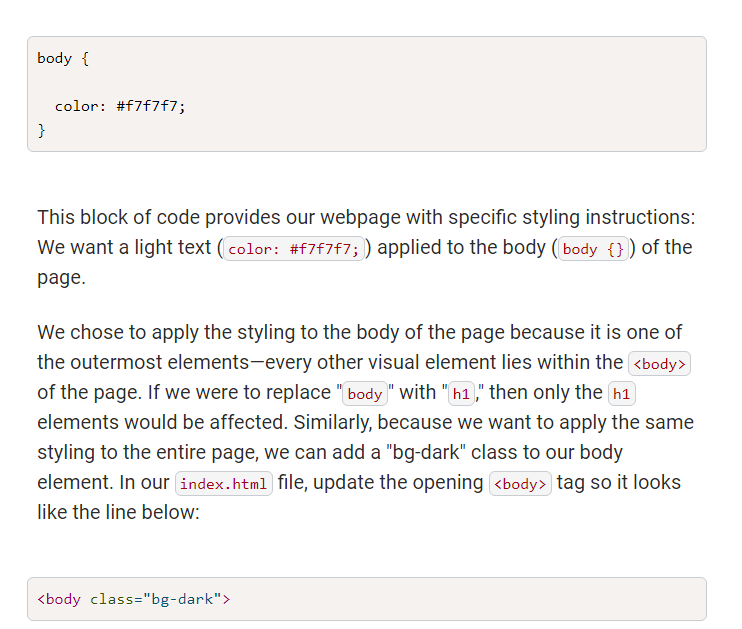 body {
  color: #f7f7f7;
}
This block of code provides our webpage with specific styling instructions:
We want a light text (color: #f7f7f7;) applied to the body (body {}) of the
page.
We chose to apply the styling to the body of the page because it is one of
the outermost elements—every other visual element lies within the <body>
of the page. If we were to replace "body" with "h1," then only the h1
elements would be affected. Similarly, because we want to apply the same
styling to the entire page, we can add a "bg-dark" class to our body
element. In our index.html file, update the opening <body> tag so it looks
like the line below:
<body class="bg-dark">